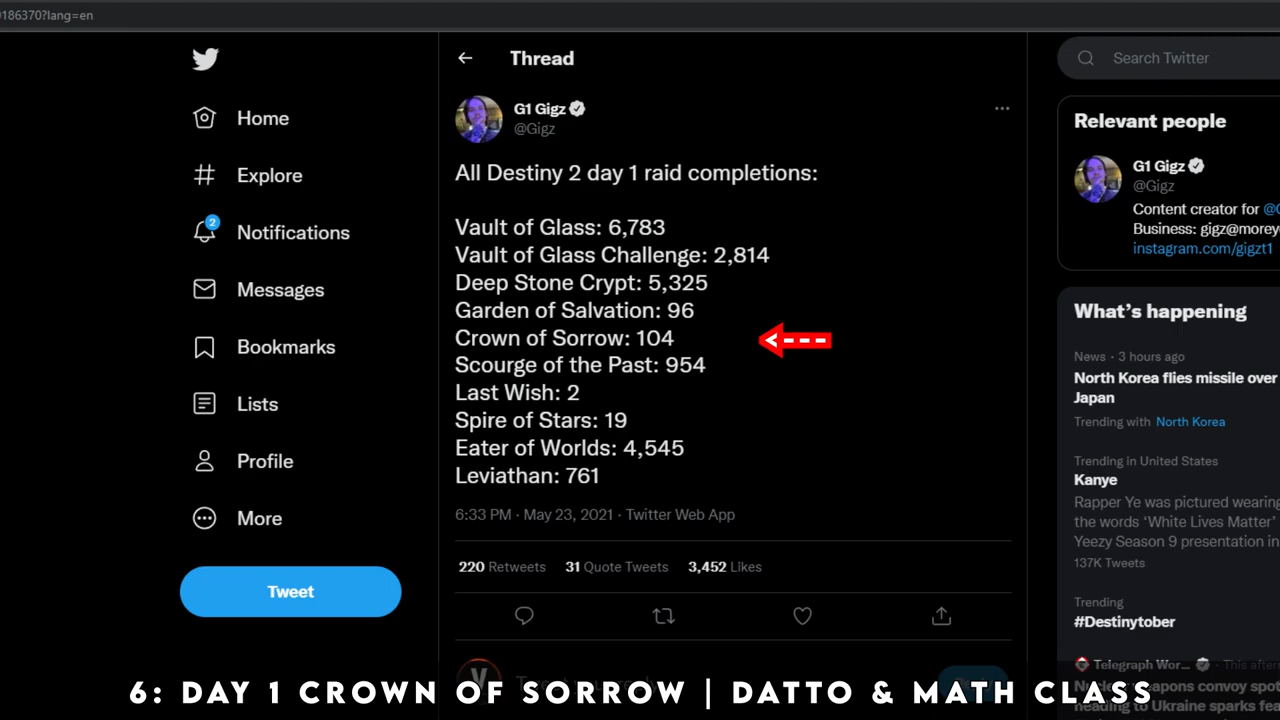 0186370?lang=en
Home
Explore
2
Notifications
Messages
Bookmarks
Lists
Profile
More
Tweet
Thread
G1 Gigz
@Gigz
All Destiny 2 day 1 raid completions:
Vault of Glass: 6,783
Vault of Glass Challenge: 2,814
Deep Stone Crypt: 5,325
Garden of Salvation: 96
Crown of Sorrow: 104
Scourge of the Past: 954
Last Wish: 2
Spire of Stars: 19
Eater of Worlds: 4,545
Leviathan: 761
6:33 PM · May 23, 2021 · Twitter Web App
220 Retweets 31 Quote Tweets 3,452 Likes
Search Twitter
Relevant people
G1 Gigz
@Gigz
Content creator for
Business: gigz@morey
instagram.com/gigzt1
What's happening
News · 3 hours ago
North Korea flies missile over
Japan
Trending with North Korea
Trending in United States
Kanye
Rapper Ye was pictured wearing
the words 'White Lives Matter'
Yeezy Season 9 presentation in
137K Tweets
Trending
#Destinytober
Telegraph Wor...
6: DAY 1 CROWN OF SORROW | DATTO & MATH CLASS